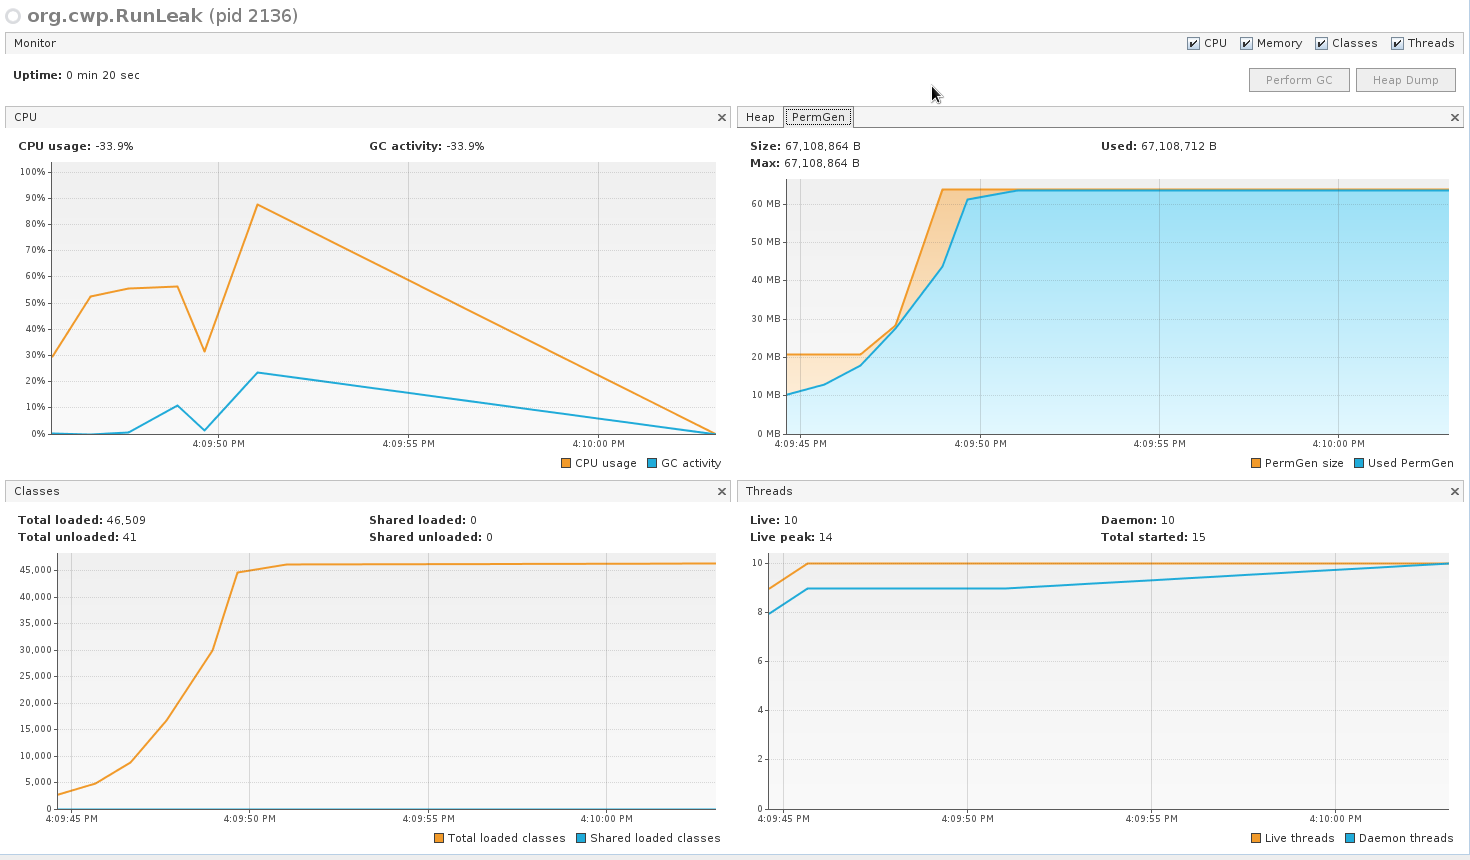 org.cwp.RunLeak (pid 2136)
Monitor
CPU Memory Classes Threads
Uptime: 0 min 20 sec
Perform GC Heap Dump
CPU
CPU usage: -33.9% GC activity: -33.9%
100%
90%
80%
70%
60%
50%
40%
30%
20%
10%
0%
4:09:50 PM 4:09:55 PM 4:10:00 PM
CPU usage GC activity
Heap PermGen
Size: 67,108,864 B Used: 67,108,712 B
Max: 67,108,864 B
60 MB
50 MB
40 MB
30 MB
20 MB
10 MB
0 MB
4:09:45 PM 4:09:50 PM 4:09:55 PM 4:10:00 PM
PermGen size Used PermGen
Classes
Total loaded: 46,509 Shared loaded: 0
Total unloaded: 41 Shared unloaded: 0
45,000
40,000
35,000
30,000
25,000
20,000
15,000
10,000
5,000
0
4:09:45 PM 4:09:50 PM 4:09:55 PM 4:10:00 PM
Total loaded classes Shared loaded classes
Threads
Live: 10 Daemon: 10
Live peak: 14 Total started: 15
10
8
6
4
2
0
4:09:45 PM 4:09:50 PM 4:09:55 PM 4:10:00 PM
Live threads Daemon threads